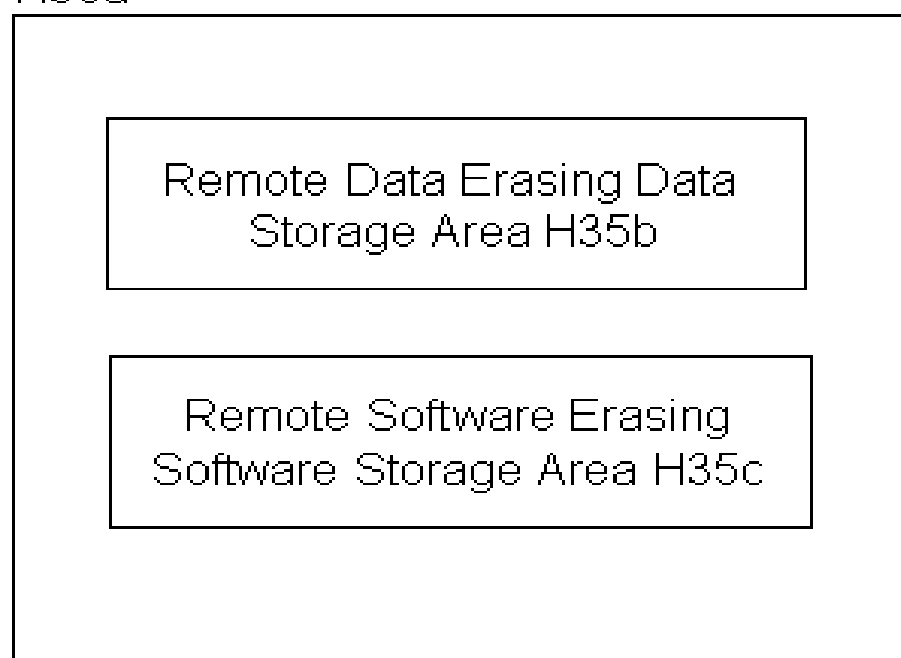 Remote Data Erasing Data
Storage Area H35b
Remote Software Erasing
Software Storage Area H35c